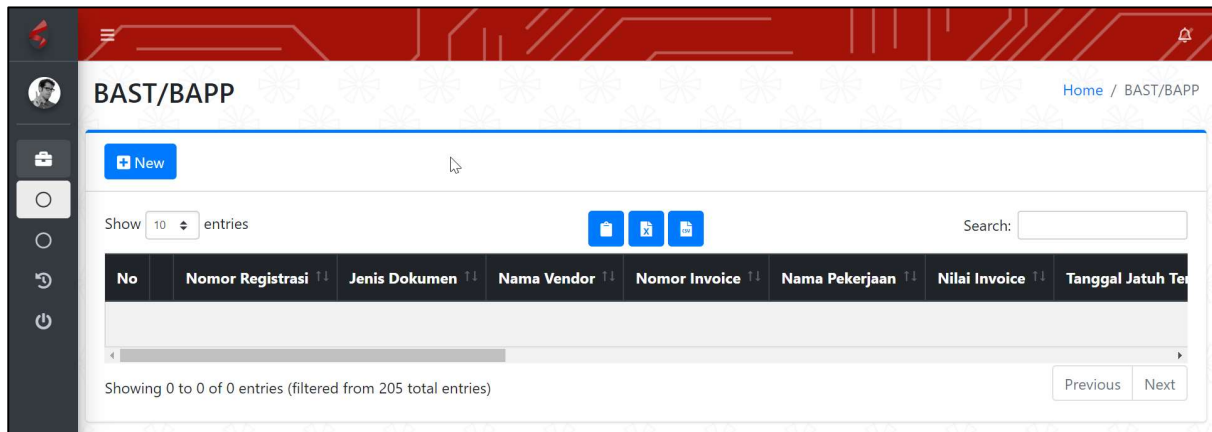 BAST/BAPP
Home / BAST/BAPP
New
Show 10 entries
Search:
No Nomor Registrasi Jenis Dokumen Nama Vendor Nomor Invoice Nama Pekerjaan Nilai Invoice Tanggal Jatuh
Showing 0 to 0 of 0 entries (filtered from 205 total entries)
Previous Next